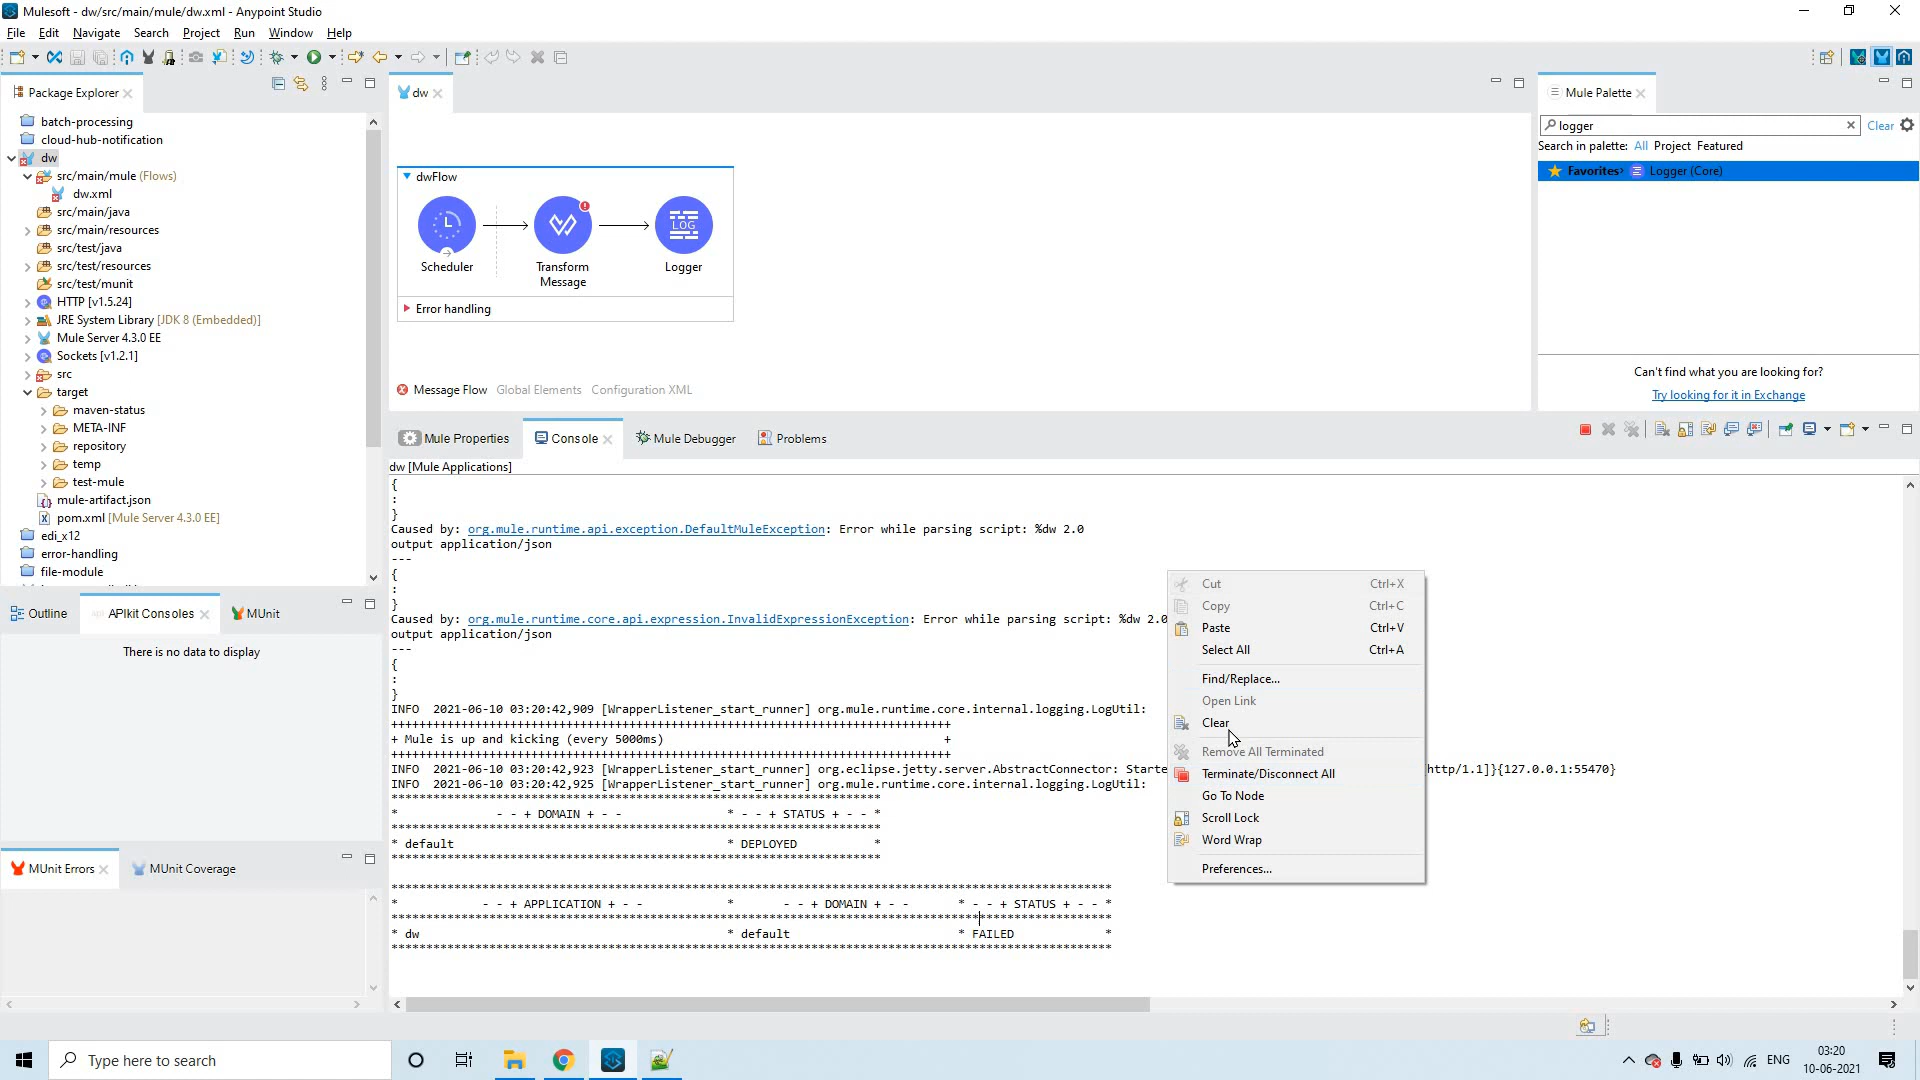 Mulesoft - dw/src/main/mule/dw.xml - Anypoint Studio
File Edit Navigate Search Project Run Window Help
Package Explorer
batch-processing
cloud-hub-notification
dw
src/main/mule (Flows)
dw.xml
src/main/java
src/main/resources
src/test/java
src/test/resources
src/test/munit
HTTP [v1.5.24]
JRE System Library [JDK 8 (Embedded)]
Mule Server 4.3.0 EE
Sockets [v1.2.1]
src
target
maven-status
META-INF
repository
temp
test-mule
mule-artifact.json
pom.xml [Mule Server 4.3.0 EE]
edi_x12
error-handling
file-module
dw
dwFlow
Scheduler
Transform
Message
LOG
Logger
Error handling
Message Flow Global Elements Configuration XML
Mule Palette
logger
Clear
Search in palette: All Project Featured
Favorites> Logger (Core)
Can't find what you are looking for?
Try looking for it in Exchange
Outline APIkit Consoles MUnit
There is no data to display
MUnit Errors MUnit Coverage
Mule Properties Console Mule Debugger Problems
dw [Mule Applications]
{
:
}
Caused by: org.mule.runtime.api.exception.DefaultMuleException: Error while parsing script: %dw 2.0
output application/json
---
{
:
}
Caused by: org.mule.runtime.core.api.expression.InvalidExpressionException: Error while parsing script: %dw 2.0
output application/json
---
{
:
}
INFO  2021-06-10 03:20:42,909 [WrapperListener_start_runner] org.mule.runtime.core.internal.logging.LogUtil:
++++++++++++++++++++++++++++++++++++++++++++++++++++++++++++++++++++++++++++++
+ Mule is up and kicking (every 5000ms) +
++++++++++++++++++++++++++++++++++++++++++++++++++++++++++++++++++++++++++++++
INFO  2021-06-10 03:20:42,923 [WrapperListener_start_runner] org.eclipse.jetty.server.AbstractConnector: Starte http/1.1]}{127.0.0.1:55470}
INFO  2021-06-10 03:20:42,925 [WrapperListener_start_runner] org.mule.runtime.core.internal.logging.LogUtil:
**********************************************************************
* - - + DOMAIN + - - * - - + STATUS + - - *
**********************************************************************
* default * DEPLOYED *
**********************************************************************
*******************************************************************************************************
* - - + APPLICATION + - - * - - + DOMAIN + - - * - - + STATUS + - - *
*******************************************************************************************************
* dw * default * FAILED *
*******************************************************************************************************
Cut Ctrl+X
Copy Ctrl+C
Paste Ctrl+V
Select All Ctrl+A
Find/Replace...
Open Link
Clear
Remove All Terminated
Terminate/Disconnect All
Go To Node
Scroll Lock
Word Wrap
Preferences...
Type here to search
ENG
03:20
10-06-2021